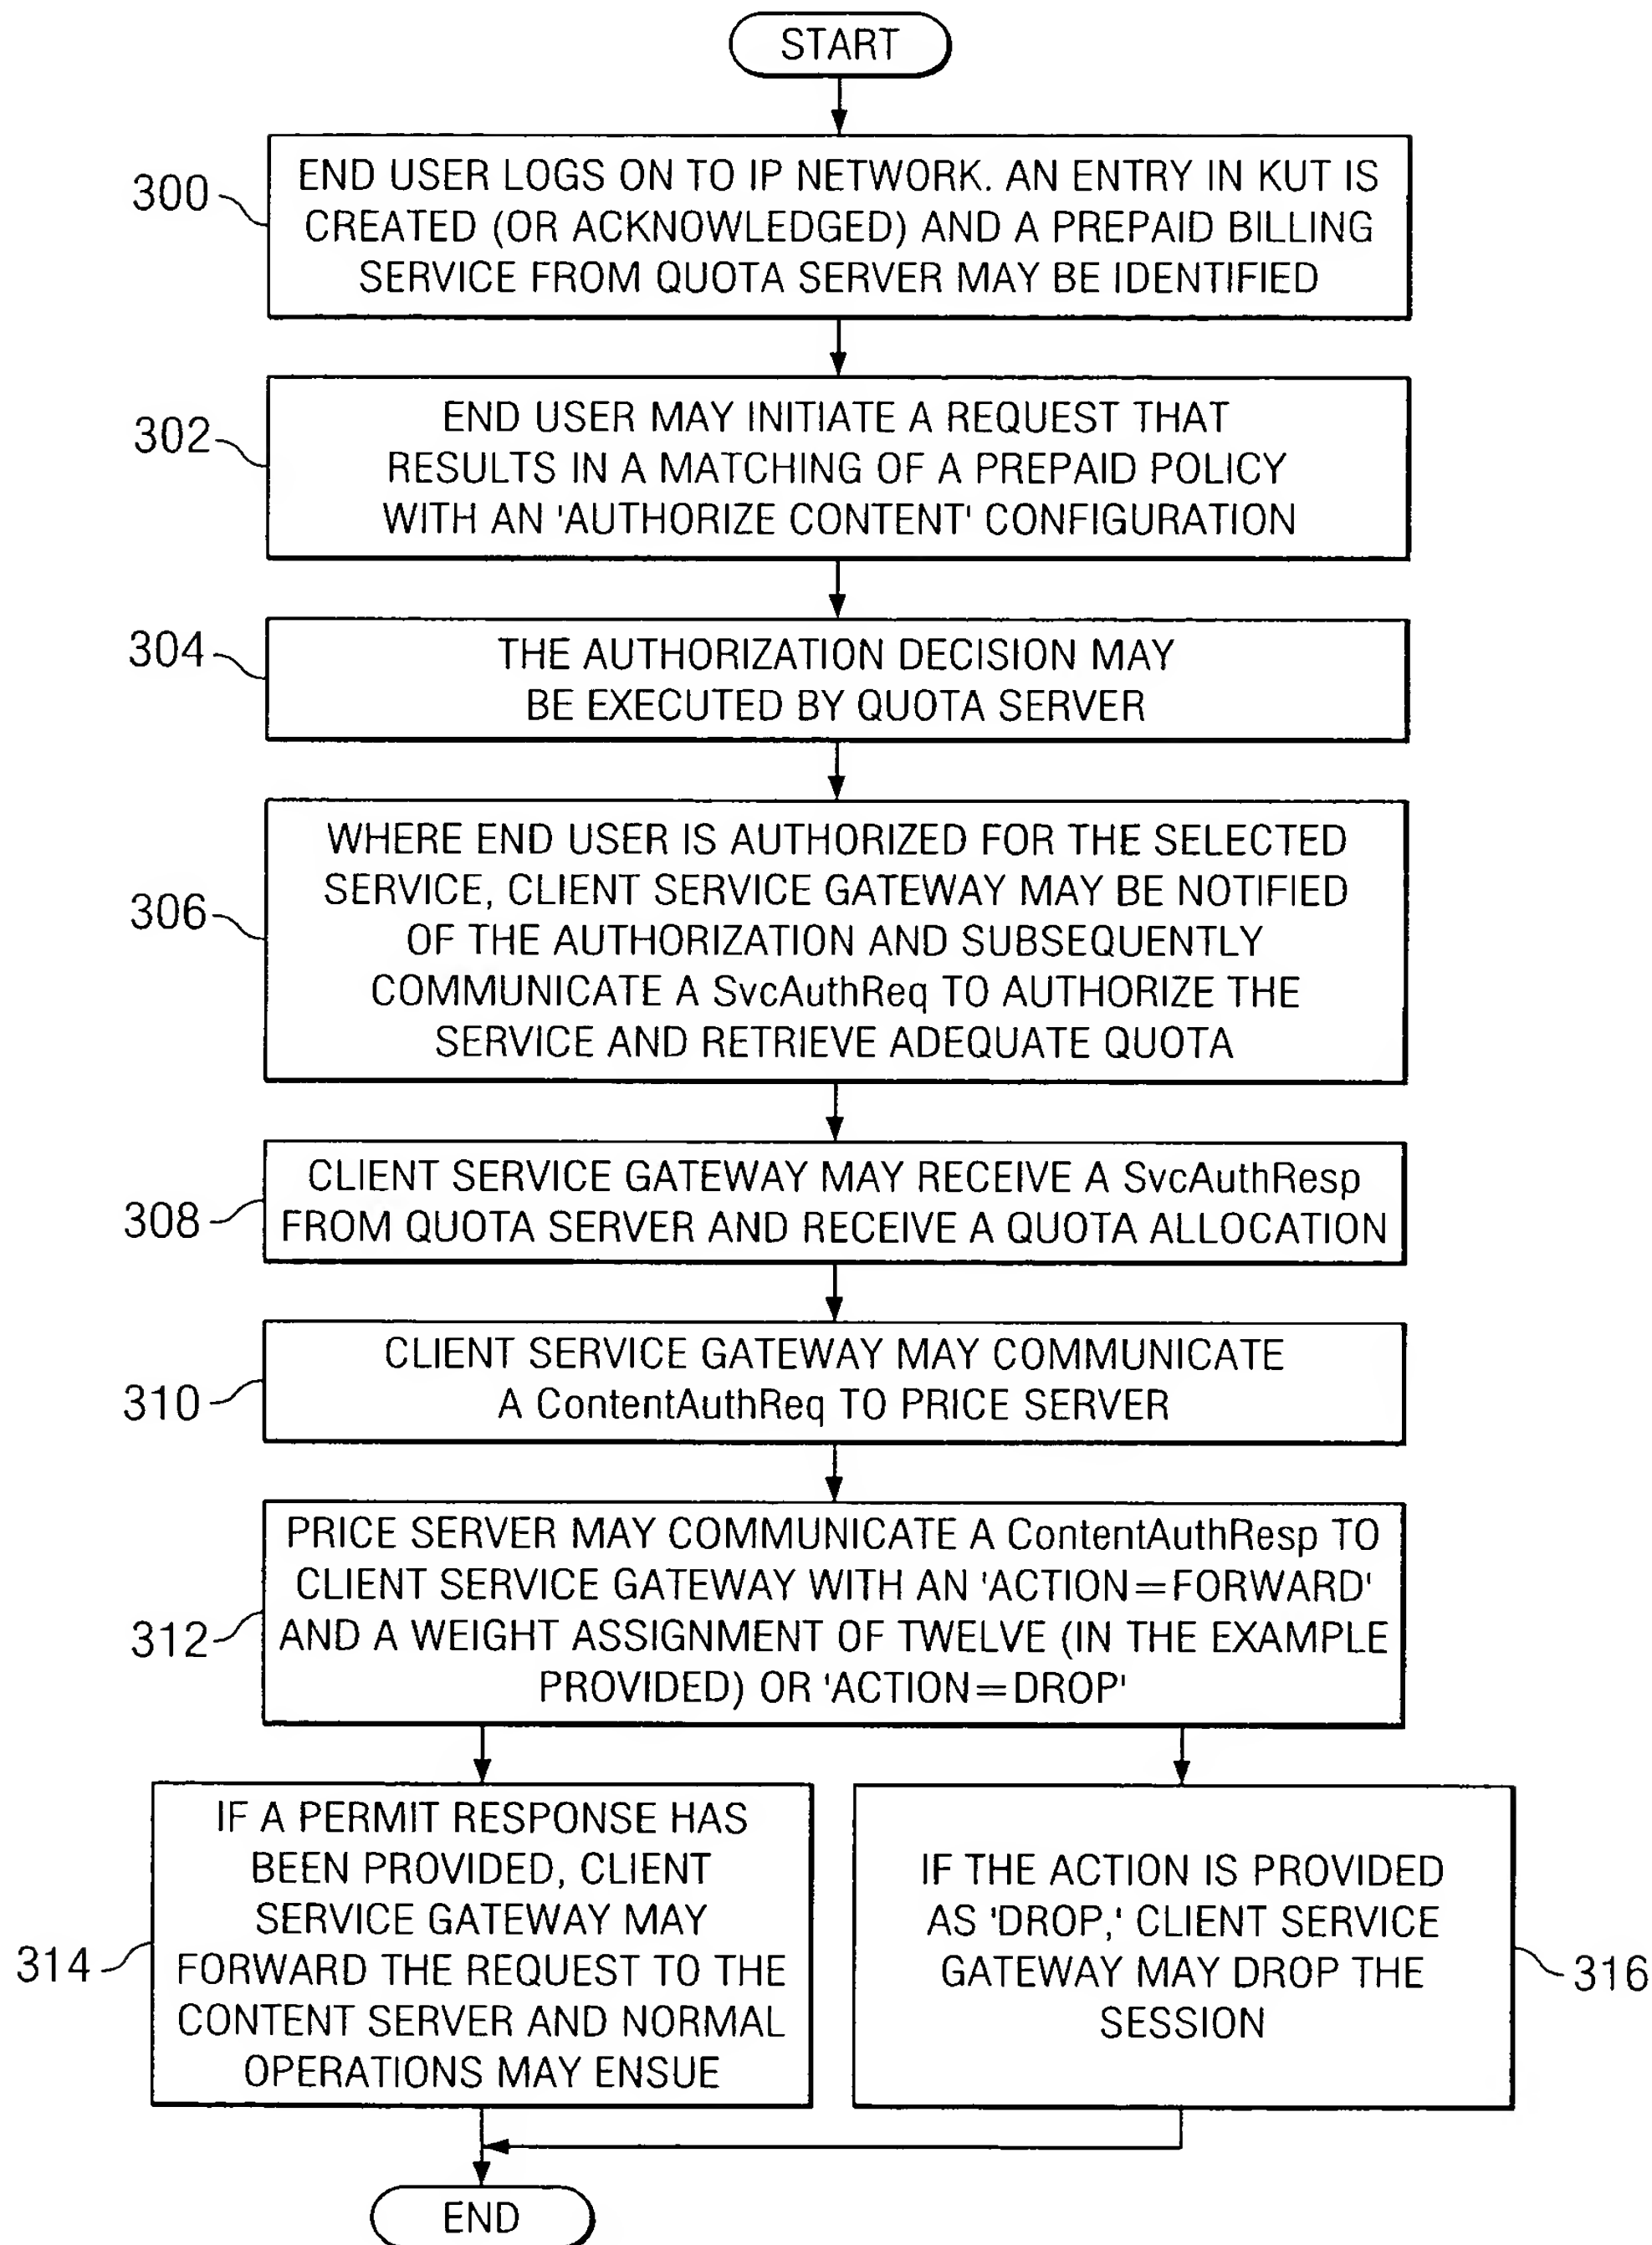 START
300
END USER LOGS ON TO IP NETWORK. AN ENTRY IN KUT IS
CREATED (OR ACKNOWLEDGED) AND A PREPAID BILLING
SERVICE FROM QUOTA SERVER MAY BE IDENTIFIED
302
END USER MAY INITIATE A REQUEST THAT
RESULTS IN A MATCHING OF A PREPAID POLICY
WITH AN 'AUTHORIZE CONTENT' CONFIGURATION
304
THE AUTHORIZATION DECISION MAY
BE EXECUTED BY QUOTA SERVER
306
WHERE END USER IS AUTHORIZED FOR THE SELECTED
SERVICE, CLIENT SERVICE GATEWAY MAY BE NOTIFIED
OF THE AUTHORIZATION AND SUBSEQUENTLY
COMMUNICATE A SvcAuthReq TO AUTHORIZE THE
SERVICE AND RETRIEVE ADEQUATE QUOTA
308
CLIENT SERVICE GATEWAY MAY RECEIVE A SvcAuthResp
FROM QUOTA SERVER AND RECEIVE A QUOTA ALLOCATION
310
CLIENT SERVICE GATEWAY MAY COMMUNICATE
A ContentAuthReq TO PRICE SERVER
312
PRICE SERVER MAY COMMUNICATE A ContentAuthResp TO
CLIENT SERVICE GATEWAY WITH AN 'ACTION=FORWARD'
AND A WEIGHT ASSIGNMENT OF TWELVE (IN THE EXAMPLE
PROVIDED) OR 'ACTION=DROP'
314
IF A PERMIT RESPONSE HAS
BEEN PROVIDED, CLIENT
SERVICE GATEWAY MAY
FORWARD THE REQUEST TO THE
CONTENT SERVER AND NORMAL
OPERATIONS MAY ENSUE
IF THE ACTION IS PROVIDED
AS 'DROP,' CLIENT SERVICE
GATEWAY MAY DROP THE
SESSION
316
END